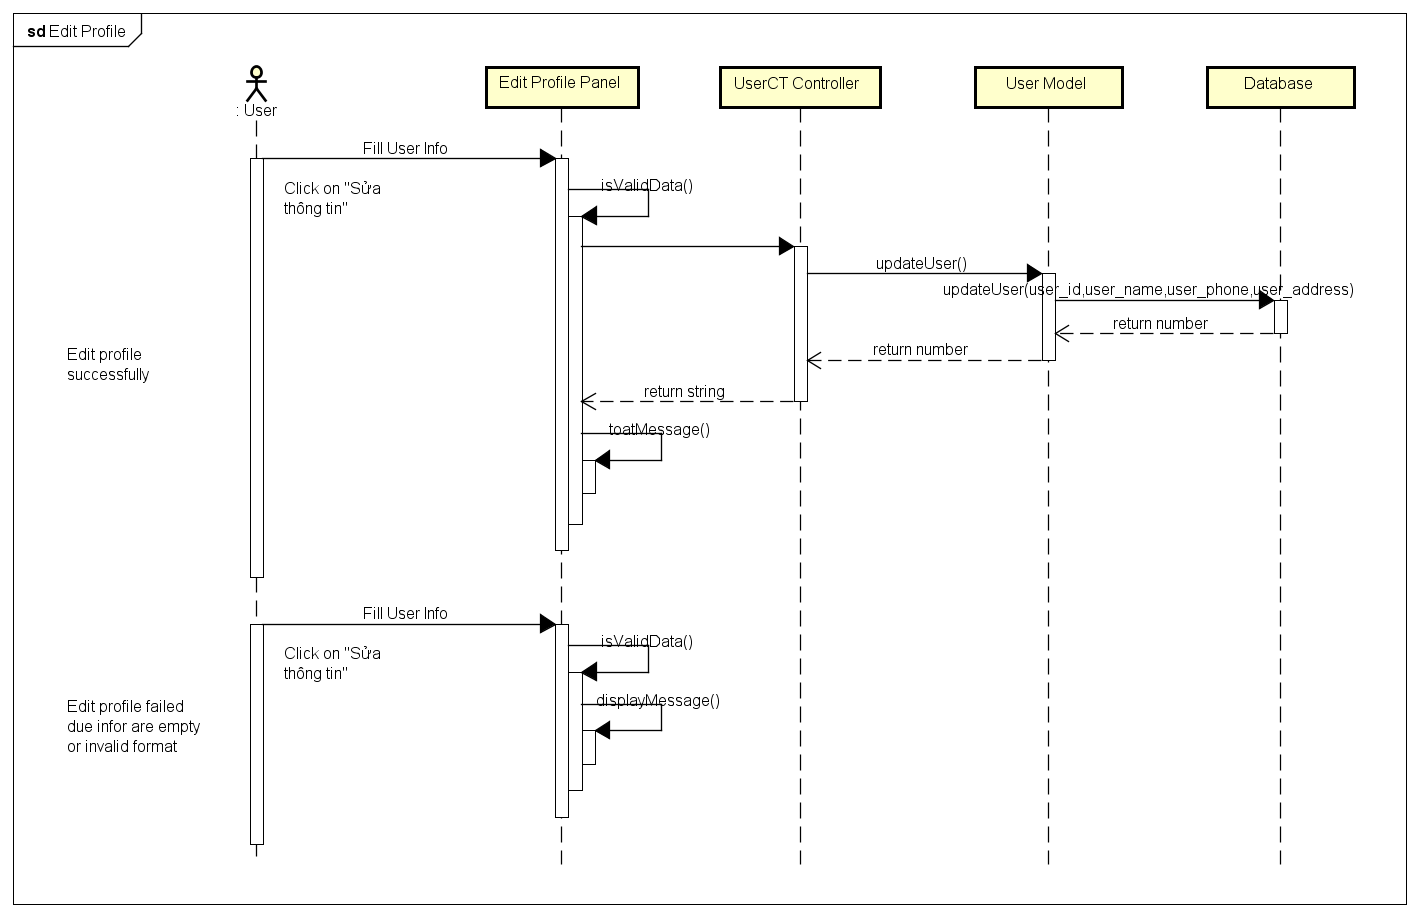 sd Edit Profile
: User
Edit Profile Panel
UserCT Controller
User Model
Database
Fill User Info
Click on "Sửa
thông tin"
isValidData()
updateUser()
updateUser(user_id,user_name,user_phone,user_address)
return number
return number
Edit profile
successfully
return string
toatMessage()
Fill User Info
Click on "Sửa
thông tin"
isValidData()
displayMessage()
Edit profile failed
due infor are empty
or invalid format